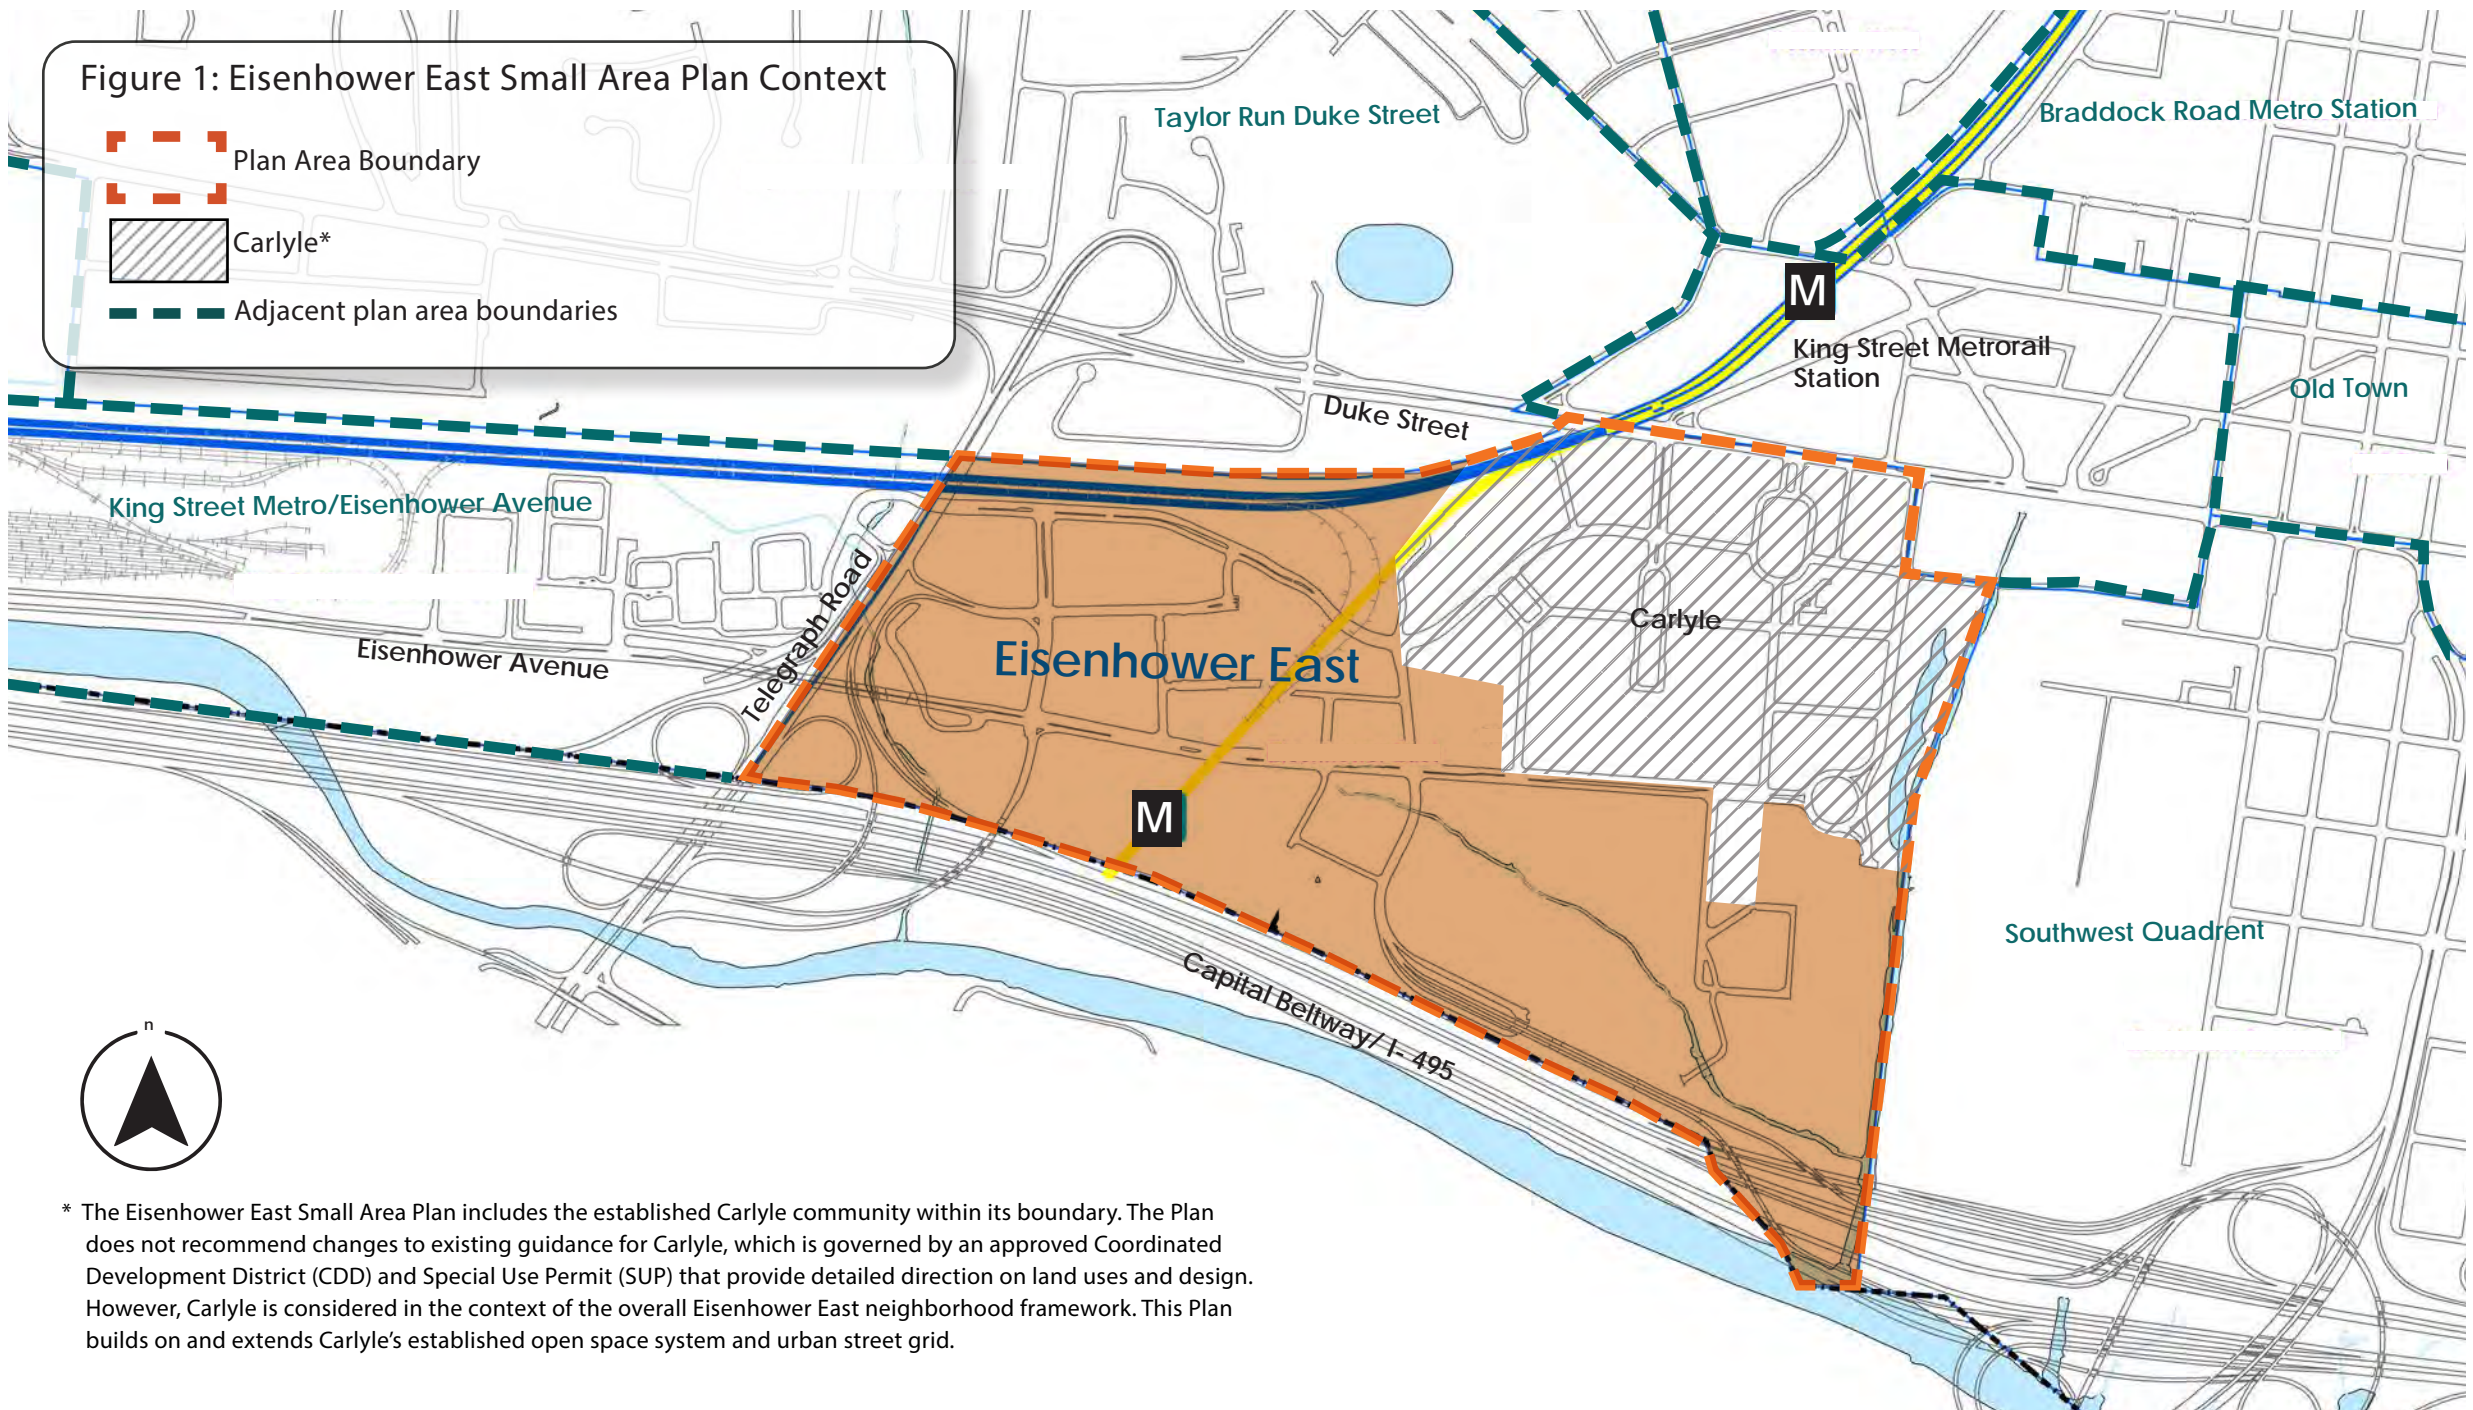 Figure 1: Eisenhower East Small Area Plan Context
Plan Area Boundary
Carlyle*
Adjacent plan area boundaries
Taylor Run Duke Street
Braddock Road Metro Station
M
King Street Metrorail
Station
Old Town
Duke Street
King Street Metro/Eisenhower Avenue
Telegraph Road
Eisenhower Avenue
Eisenhower East
Carlyle
M
Southwest Quadrent
Capital Beltway/ I- 495
n
* The Eisenhower East Small Area Plan includes the established Carlyle community within its boundary. The Plan
does not recommend changes to existing guidance for Carlyle, which is governed by an approved Coordinated
Development District (CDD) and Special Use Permit (SUP) that provide detailed direction on land uses and design.
However, Carlyle is considered in the context of the overall Eisenhower East neighborhood framework. This Plan
builds on and extends Carlyle's established open space system and urban street grid.